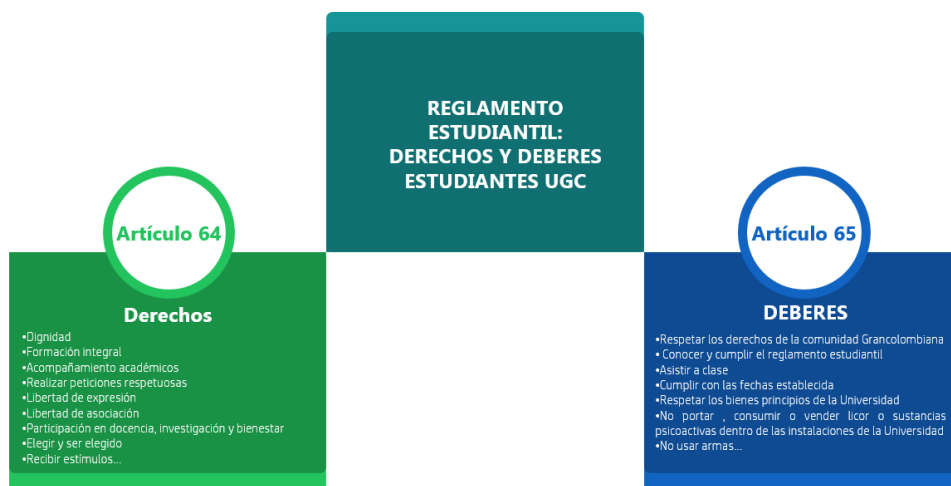 REGLAMENTO
ESTUDIANTIL:
DERECHOS Y DEBERES
ESTUDIANTES UGC
Artículo 64
Derechos
•Dignidad
•Formación integral
•Acompañamiento académicos
•Realizar peticiones respetuosas
•Libertad de expresión
•Libertad de asociación
•Participación en docencia, investigación y bienestar
•Elegir y ser elegido
•Recibir estímulos...
Artículo 65
DEBERES
•Respetar los derechos de la comunidad Grancolombiana
• Conocer y cumplir el reglamento estudiantil
•Asistir a clase
•Cumplir con las fechas establecida
•Respetar los bienes principios de la Universidad
•No portar , consumir o vender licor o sustancias
psicoactivas dentro de las instalaciones de la Universidad
•No usar armas...